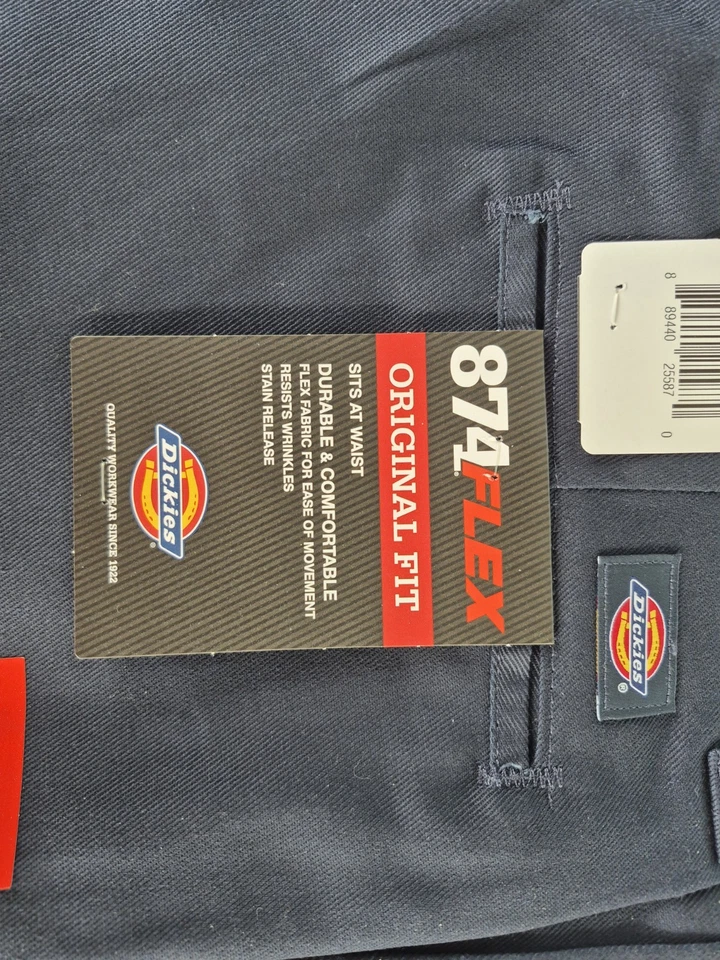 874 FLEX
ORIGINAL FIT
SITS AT WAIST
DURABLE & COMFORTABLE
FLEX FABRIC FOR EASE OF MOVEMENT
RESISTS WRINKLES
STAIN RELEASE
Dickies®
QUALITY WORKWEAR SINCE 1922
8 89440 25587 0
Dickies®